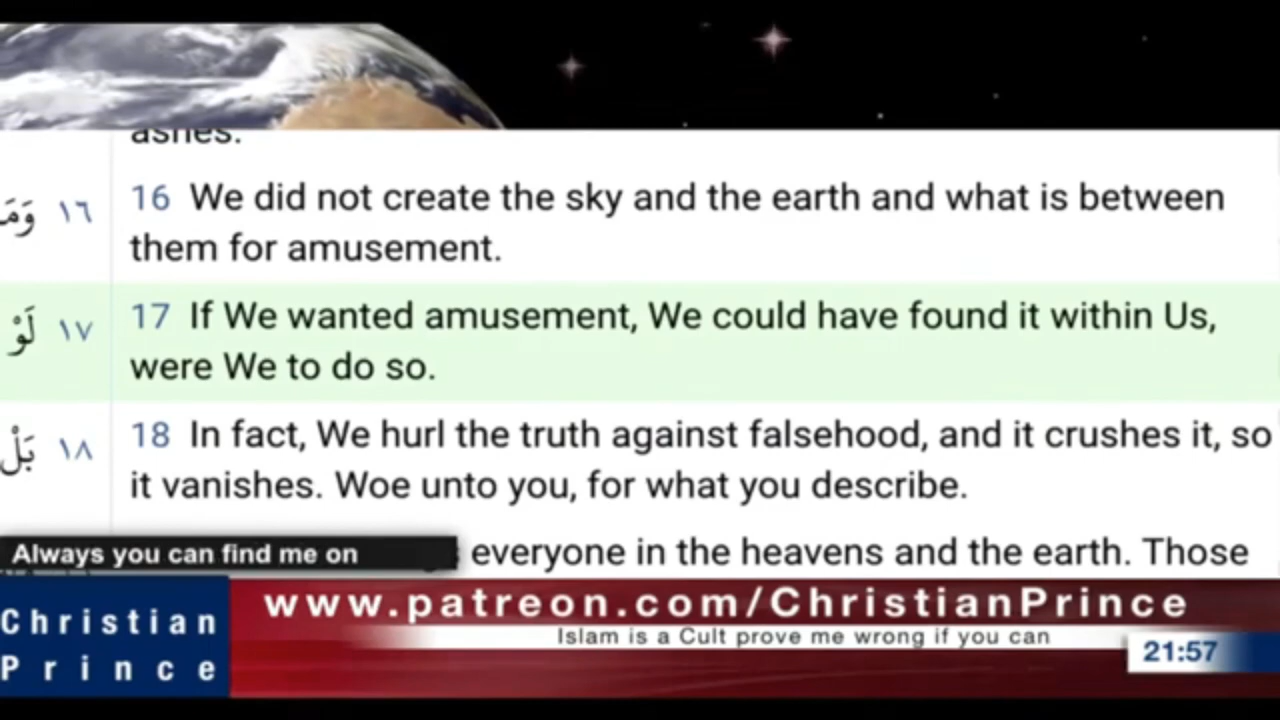 ashes.
١٦ وَمَ
16 We did not create the sky and the earth and what is between
them for amusement.
١٧ لَوْ
17 If We wanted amusement, We could have found it within Us,
were We to do so.
١٨ بَلْ
18 In fact, We hurl the truth against falsehood, and it crushes it, so
it vanishes. Woe unto you, for what you describe.
everyone in the heavens and the earth. Those
Always you can find me on
www.patreon.com/ChristianPrince
Christian
Prince
Islam is a Cult prove me wrong if you can
21:57